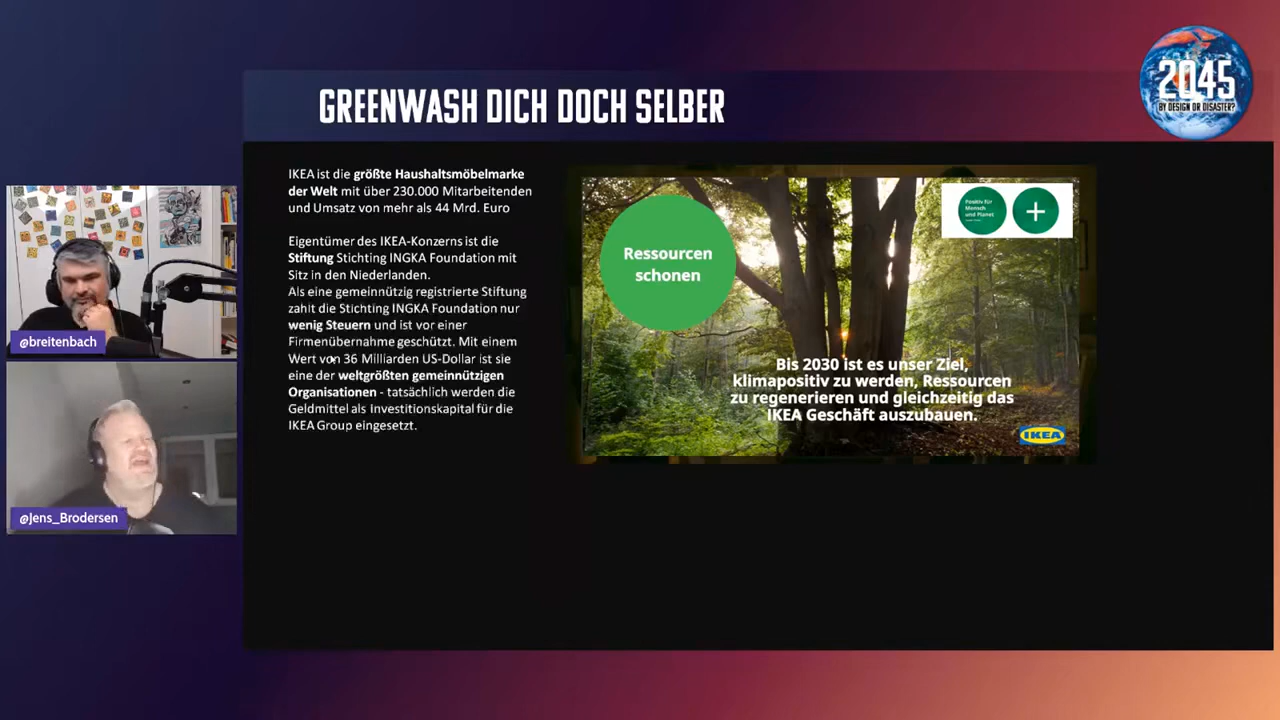 GREENWASH DICH DOCH SELBER
2045
BY DESIGN OR DISASTER?
IKEA ist die größte Haushaltsmöbelmarke
der Welt mit über 230.000 Mitarbeitenden
und Umsatz von mehr als 44 Mrd. Euro
Eigentümer des IKEA-Konzerns ist die
Stiftung Stichting INGKA Foundation mit
Sitz in den Niederlanden.
Als eine gemeinnützig registrierte Stiftung
zahlt die Stichting INGKA Foundation nur
wenig Steuern und ist vor einer
Firmenübernahme geschützt. Mit einem
Wert von 36 Milliarden US-Dollar ist sie
eine der weltgrößten gemeinnützigen
Organisationen - tatsächlich werden die
Geldmittel als Investitionskapital für die
IKEA Group eingesetzt.
Ressourcen
schonen
Positiv für
Mensch
und Planet
+
Bis 2030 ist es unser Ziel,
klimapositiv zu werden, Ressourcen
zu regenerieren und gleichzeitig das
IKEA Geschäft auszubauen.
IKEA
@breitenbach
@Jens_Brodersen